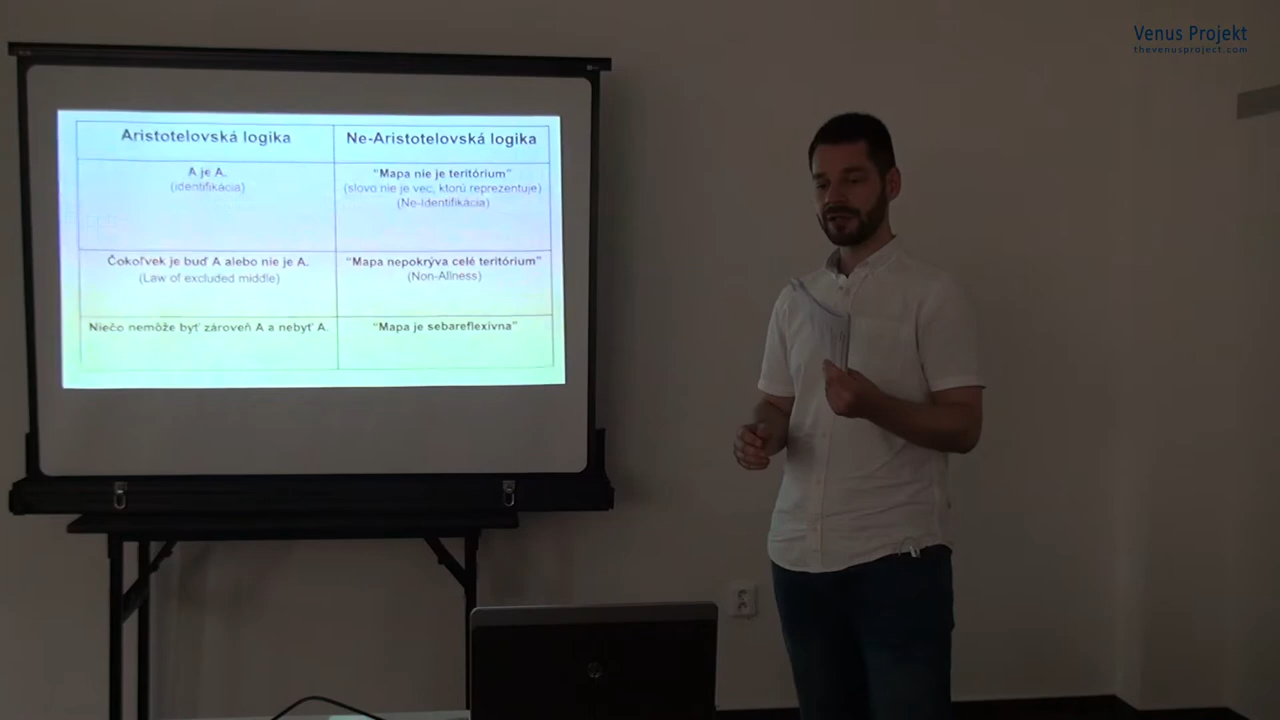 Venus Projekt
thevenusproject.com
Aristotelovská logika
Ne-Aristotelovská logika
A je A.
(identifikácia)
“Mapa nie je teritórium”
(slovo nie je vec, ktorú reprezentuje)
(Ne-Identifikácia)
Čokoľvek je buď A alebo nie je A.
(Law of excluded middle)
“Mapa nepokrýva celé teritórium”
(Non-Allness)
Niečo nemôže byť zároveň A a nebyť A.
“Mapa je sebareflexívna”